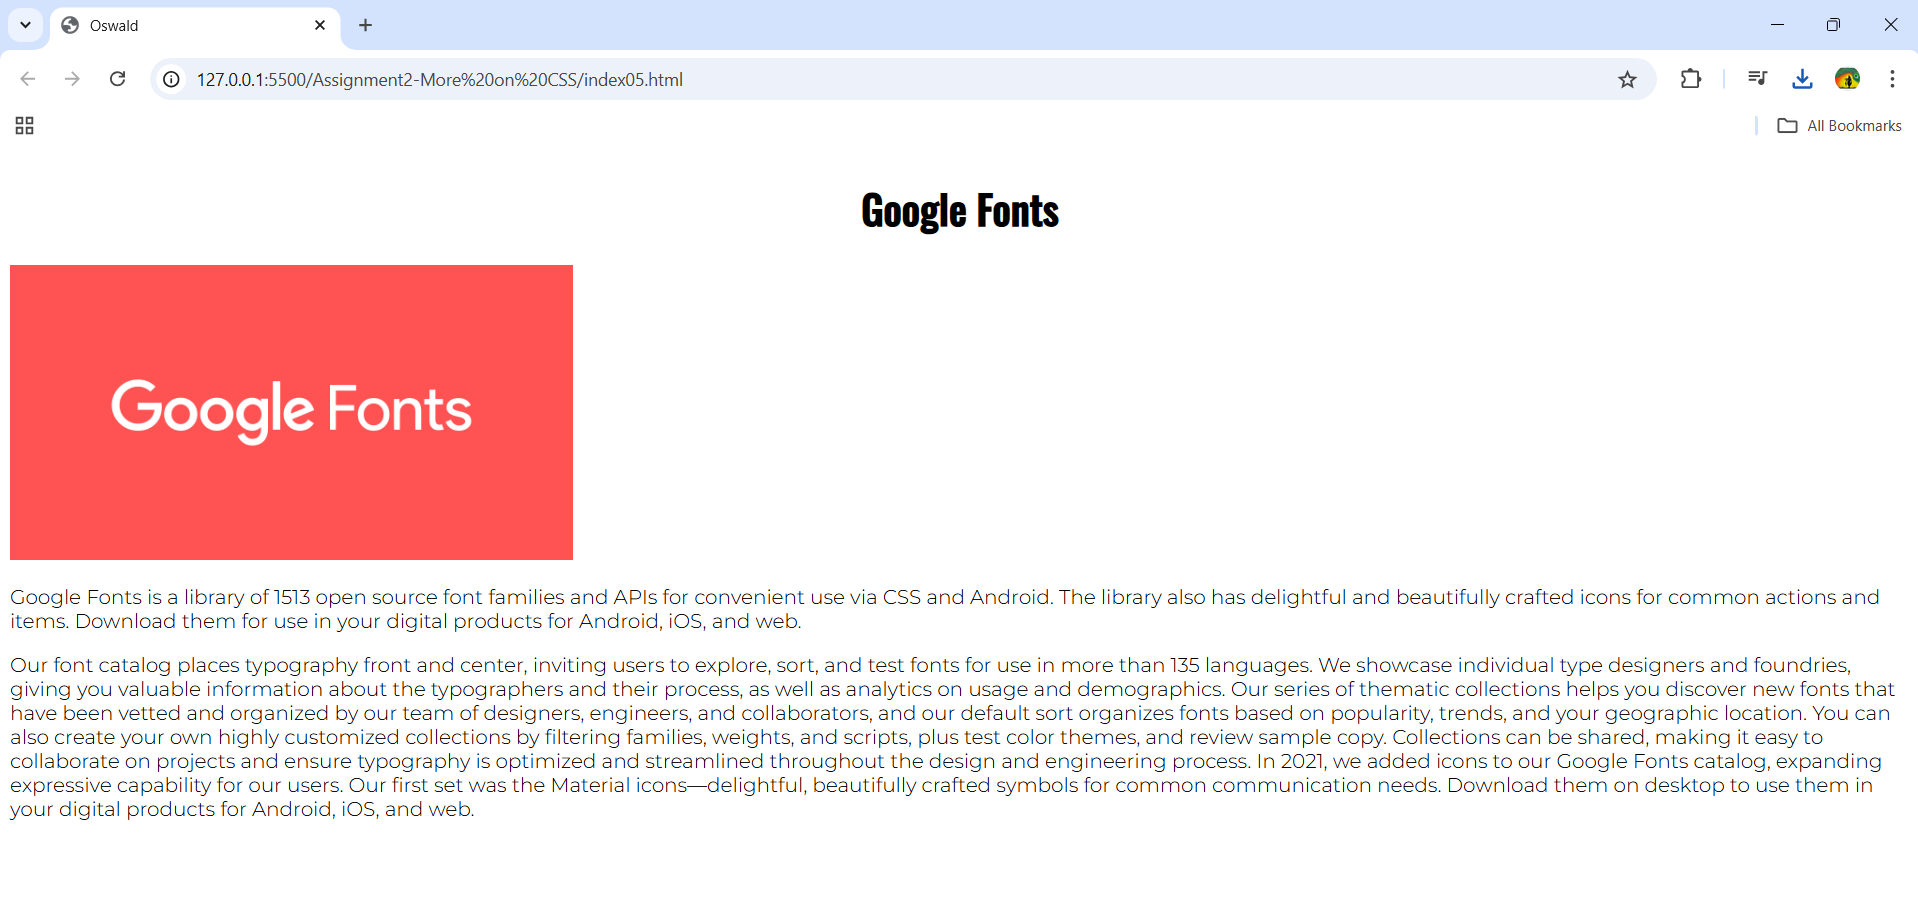 Oswald
127.0.0.1:5500/Assignment2-More%20on%20CSS/index05.html
All Bookmarks
Google Fonts
Google Fonts
Google Fonts is a library of 1513 open source font families and APIs for convenient use via CSS and Android. The library also has delightful and beautifully crafted icons for common actions and
items. Download them for use in your digital products for Android, iOS, and web.
Our font catalog places typography front and center, inviting users to explore, sort, and test fonts for use in more than 135 languages. We showcase individual type designers and foundries,
giving you valuable information about the typographers and their process, as well as analytics on usage and demographics. Our series of thematic collections helps you discover new fonts that
have been vetted and organized by our team of designers, engineers, and collaborators, and our default sort organizes fonts based on popularity, trends, and your geographic location. You can
also create your own highly customized collections by filtering families, weights, and scripts, plus test color themes, and review sample copy. Collections can be shared, making it easy to
collaborate on projects and ensure typography is optimized and streamlined throughout the design and engineering process. In 2021, we added icons to our Google Fonts catalog, expanding
expressive capability for our users. Our first set was the Material icons—delightful, beautifully crafted symbols for common communication needs. Download them on desktop to use them in
your digital products for Android, iOS, and web.